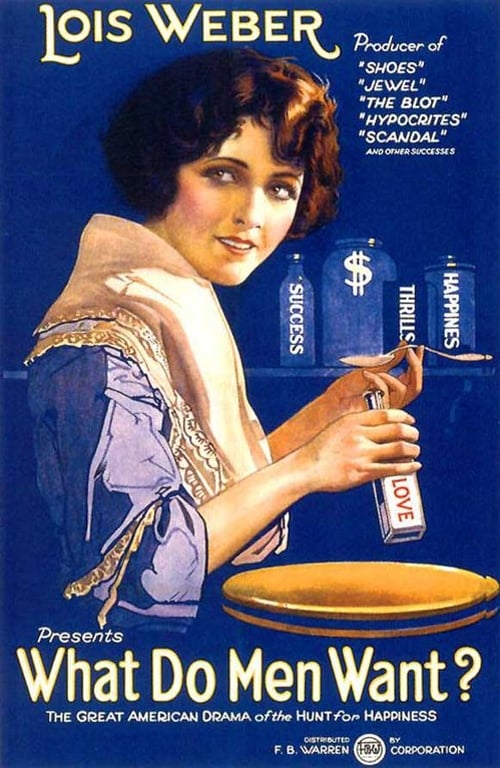 LOIS WEBER
Producer of
"SHOES"
"JEWEL"
"THE BLOT"
"HYPOCRITES"
"SCANDAL"
AND OTHER SUCCESSES
SUCCESS
$
THRILLS
HAPPINES
LOVE
Presents
What Do Men Want?
THE GREAT AMERICAN DRAMA of the HUNT for HAPPINESS
DISTRIBUTED BY
F. B. WARREN CORPORATION